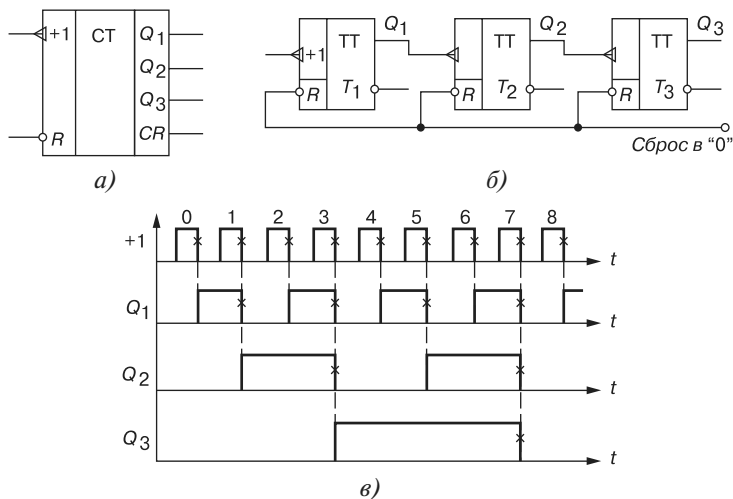 +1 CT Q1
Q2
Q3
R CR
а)
+1 TT Q1 TT Q2 TT Q3
R T1 R T2 R T3
Сброс в “0”
б)
0 1 2 3 4 5 6 7 8
+1 t
Q1 t
Q2 t
Q3 t
в)